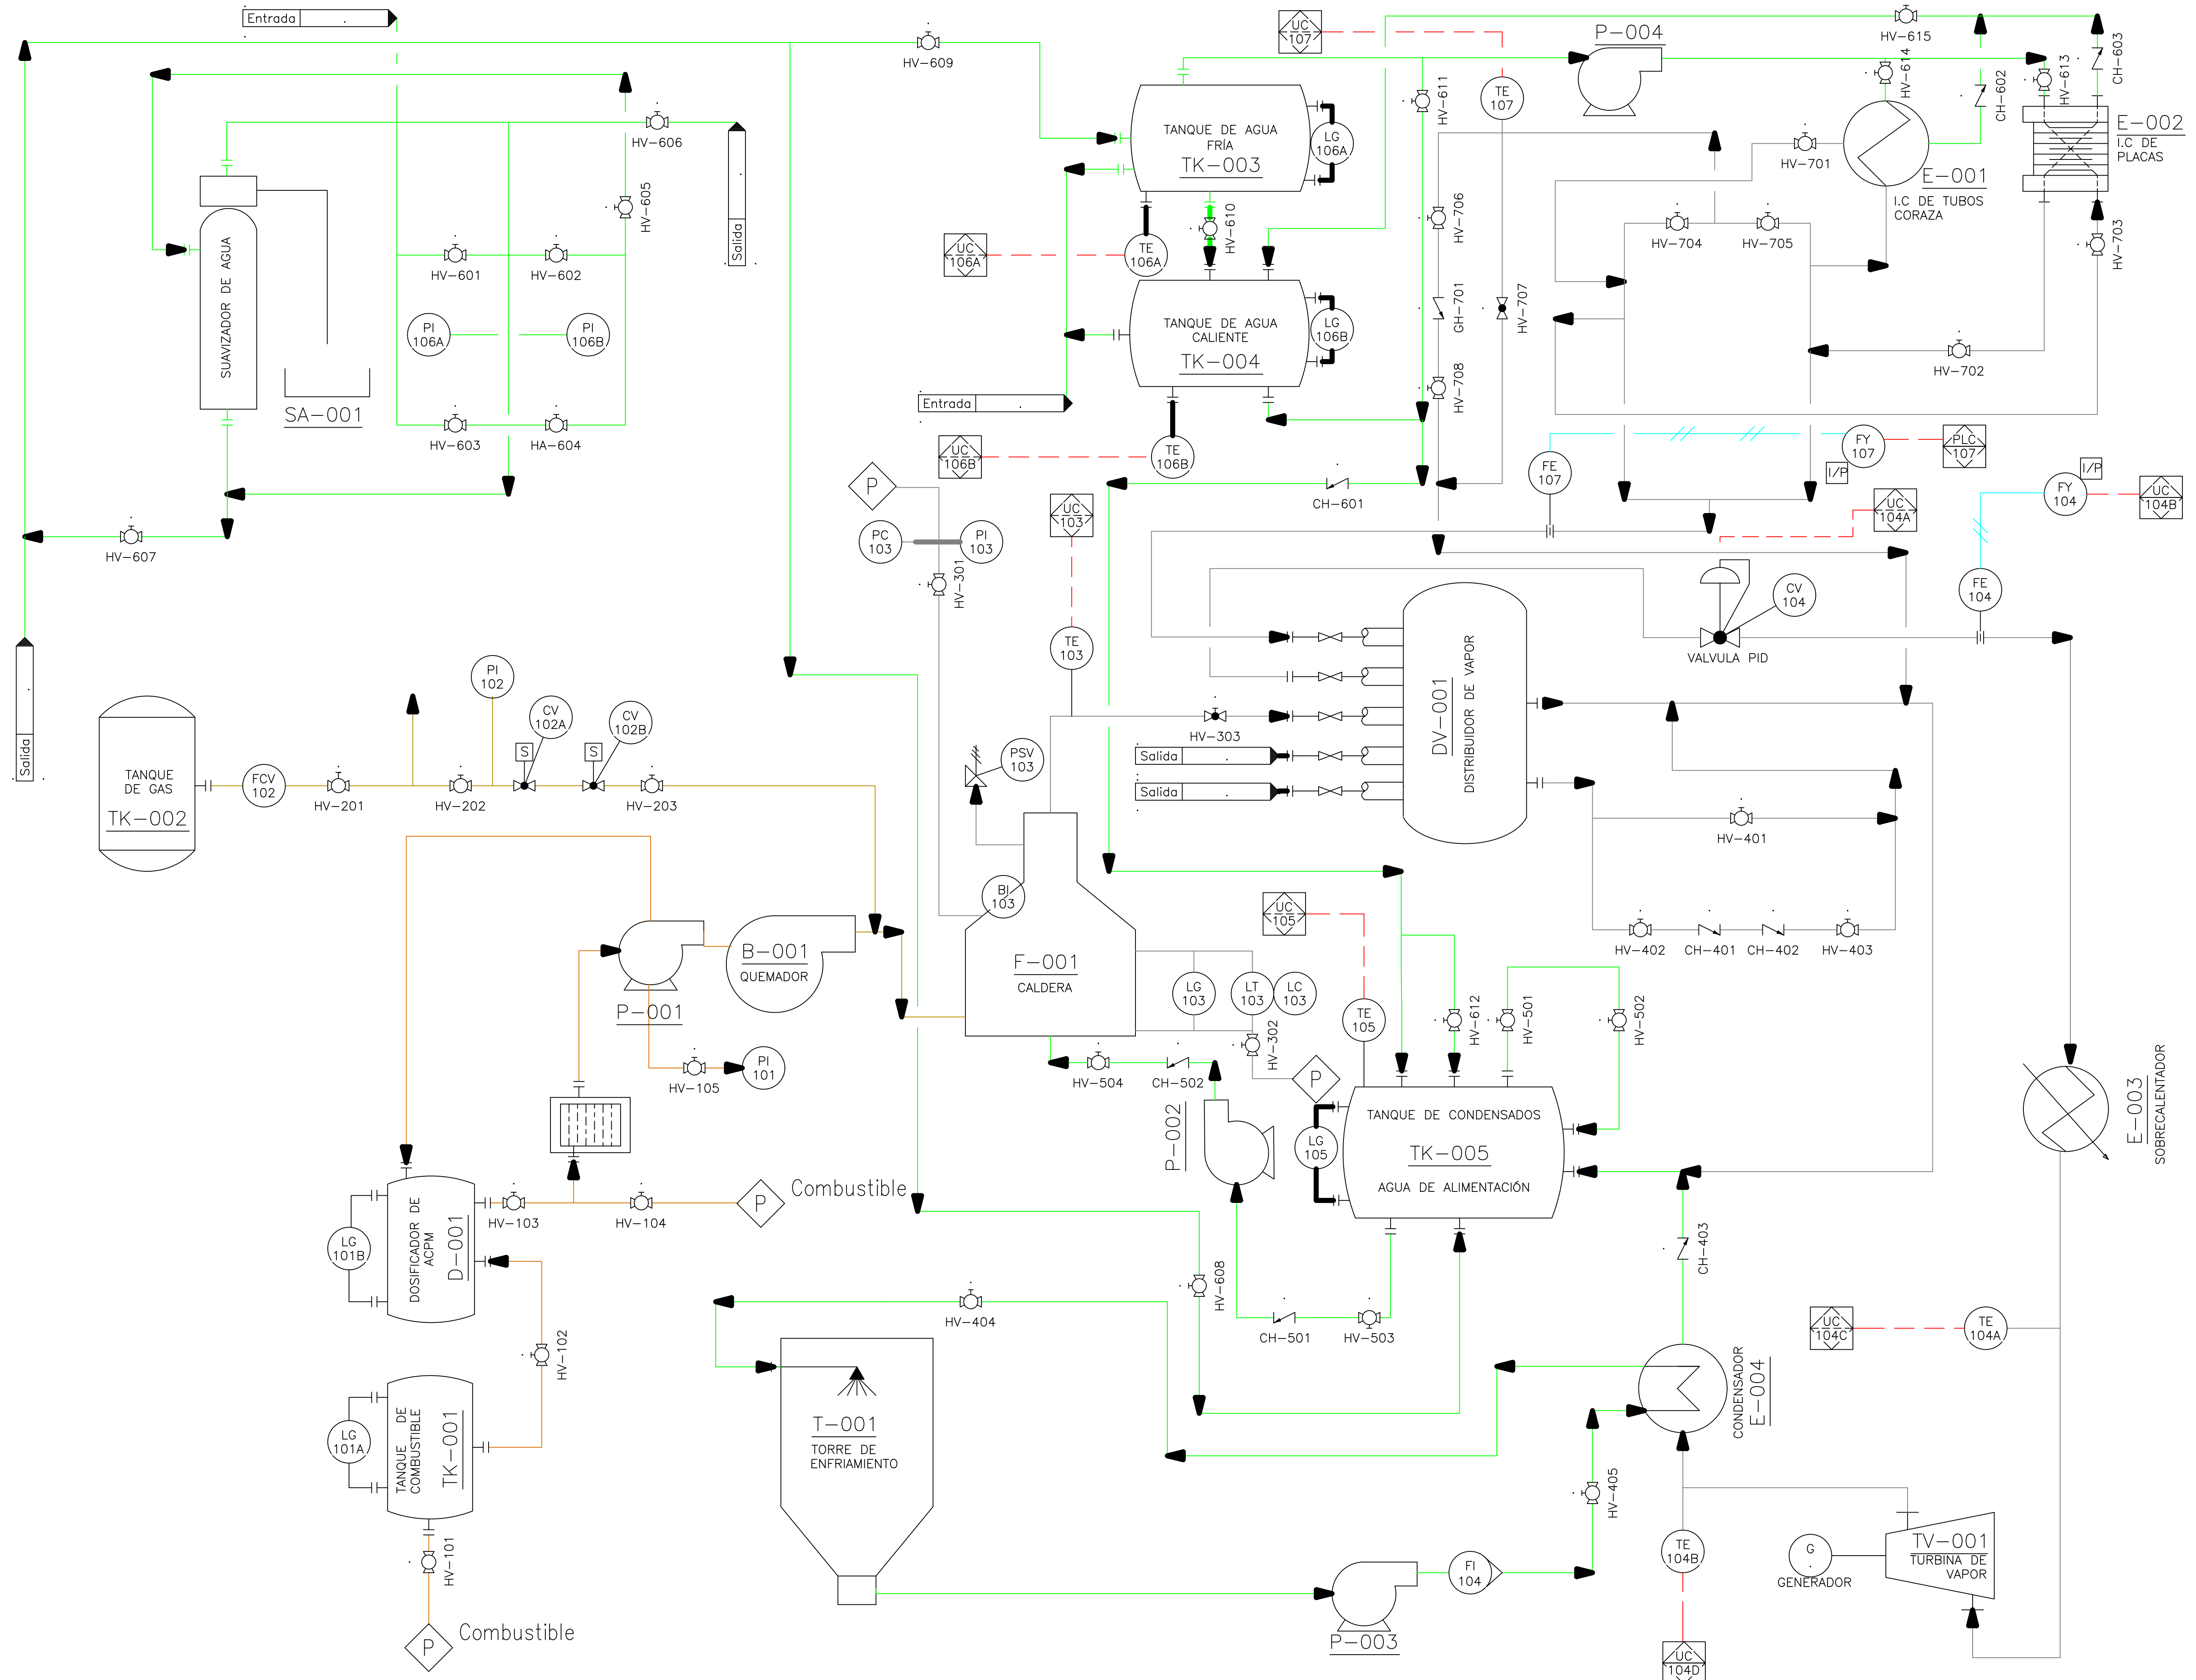 Entrada
HV-609
UC
107
P-004
HV-615
CH-603
HV-614
HV-613
CH-602
HV-606
HV-605
Salida
TANQUE DE AGUA
FRÍA
TK-003
LG
106A
HV-611
TE
107
E-002
I.C DE
PLACAS
HV-701
E-001
I.C DE TUBOS
CORAZA
SUAVIZADOR DE AGUA
HV-601
HV-602
UC
106A
TE
106A
HV-610
HV-706
HV-704
HV-705
HV-703
PI
106A
PI
106B
TANQUE DE AGUA
CALIENTE
TK-004
LG
106B
GH-701
HV-707
HV-702
SA-001
HV-603
HA-604
Entrada
HV-708
UC
106B
TE
106B
FE
107
FY
107
I/P
PLC
107
P
CH-601
FY
104
I/P
UC
104B
UC
103
UC
104A
HV-607
PC
103
PI
103
HV-301
TE
103
FE
104
CV
104
VALVULA PID
Salida
PI
102
CV
102A
CV
102B
S
S
HV-303
DV-001
DISTRIBUIDOR DE VAPOR
PSV
103
Salida
Salida
TANQUE
DE GAS
TK-002
FCV
102
HV-201
HV-202
HV-203
HV-401
BI
103
UC
105
HV-402
CH-401
CH-402
HV-403
B-001
QUEMADOR
F-001
CALDERA
LG
103
LT
103
LC
103
P-001
HV-302
TE
105
HV-612
HV-501
HV-502
HV-105
PI
101
HV-504
CH-502
P
P-002
TANQUE DE CONDENSADOS
TK-005
AGUA DE ALIMENTACIÓN
LG
105
E-003
SOBRECALENTADOR
HV-103
HV-104
P
Combustible
LG
101B
DOSIFICADOR DE
ACPM
D-001
CH-403
HV-608
HV-404
CH-501
HV-503
HV-102
UC
104C
TE
104A
LG
101A
TANQUE DE
COMBUSTIBLE
TK-001
T-001
TORRE DE
ENFRIAMIENTO
CONDENSADOR
E-004
HV-405
HV-101
P
Combustible
P-003
FI
104
TE
104B
G
GENERADOR
TV-001
TURBINA DE
VAPOR
UC
104D